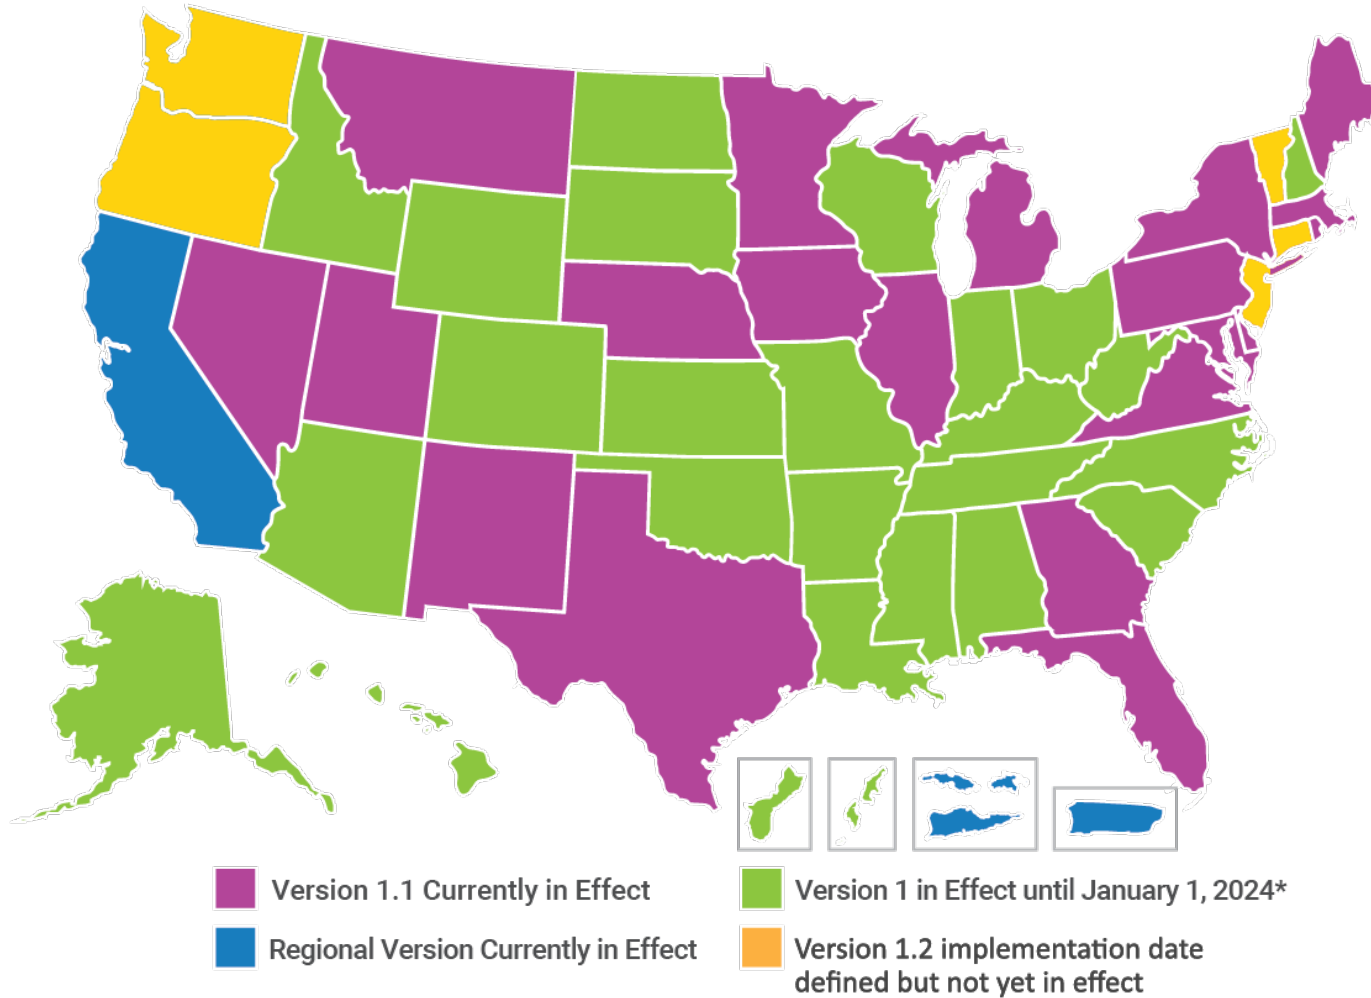 Version 1.1 Currently in Effect
Version 1 in Effect until January 1, 2024*
Regional Version Currently in Effect
Version 1.2 implementation date
defined but not yet in effect